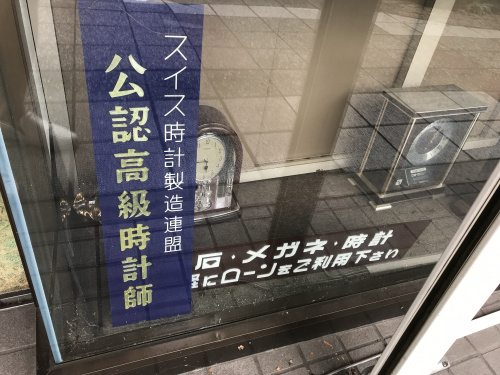 スイス時計製造連盟
公認高級時計師
石・メガネ・時計
軽にローンをご利用下さい